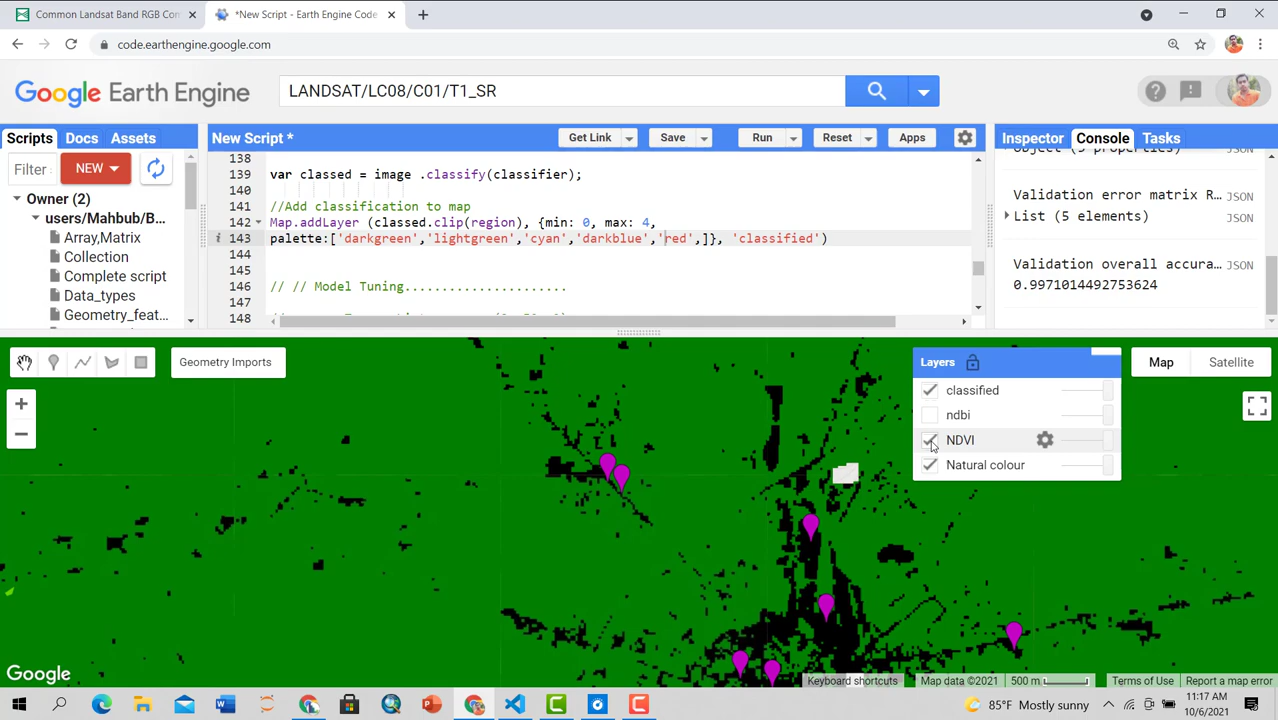 Common Landsat Band RGB Com
*New Script - Earth Engine Code
code.earthengine.google.com
Google Earth Engine
LANDSAT/LC08/C01/T1_SR
Scripts Docs Assets
New Script *
Get Link Save Run Reset Apps
Inspector Console Tasks
Filter
NEW
Owner (2)
users/Mahbub/B...
Array,Matrix
Collection
Complete script
Data_types
Geometry_feat...
138
139 var classed = image .classify(classifier);
140
141 //Add classification to map
142 Map.addLayer (classed.clip(region), {min: 0, max: 4,
143 palette:['darkgreen','lightgreen','cyan','darkblue','red',]}, 'classified')
144
145
146 // // Model Tuning......................
147
148
JSON
Validation error matrix R... JSON
List (5 elements)
Validation overall accura... JSON
0.9971014492753624
Geometry Imports
Layers
classified
ndbi
NDVI
Natural colour
Map Satellite
Google
Keyboard shortcuts Map data ©2021 500 m Terms of Use Report a map error
85°F Mostly sunny
11:17 AM
10/6/2021